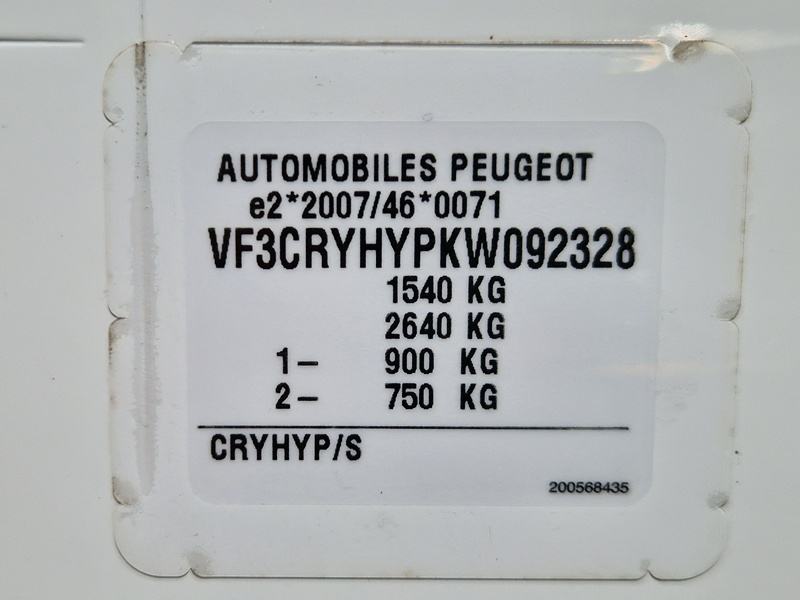 AUTOMOBILES PEUGEOT
e2*2007/46*0071
VF3CRYHYPKW092328
1540 KG
2640 KG
1- 900 KG
2- 750 KG
CRYHYP/S
200568435